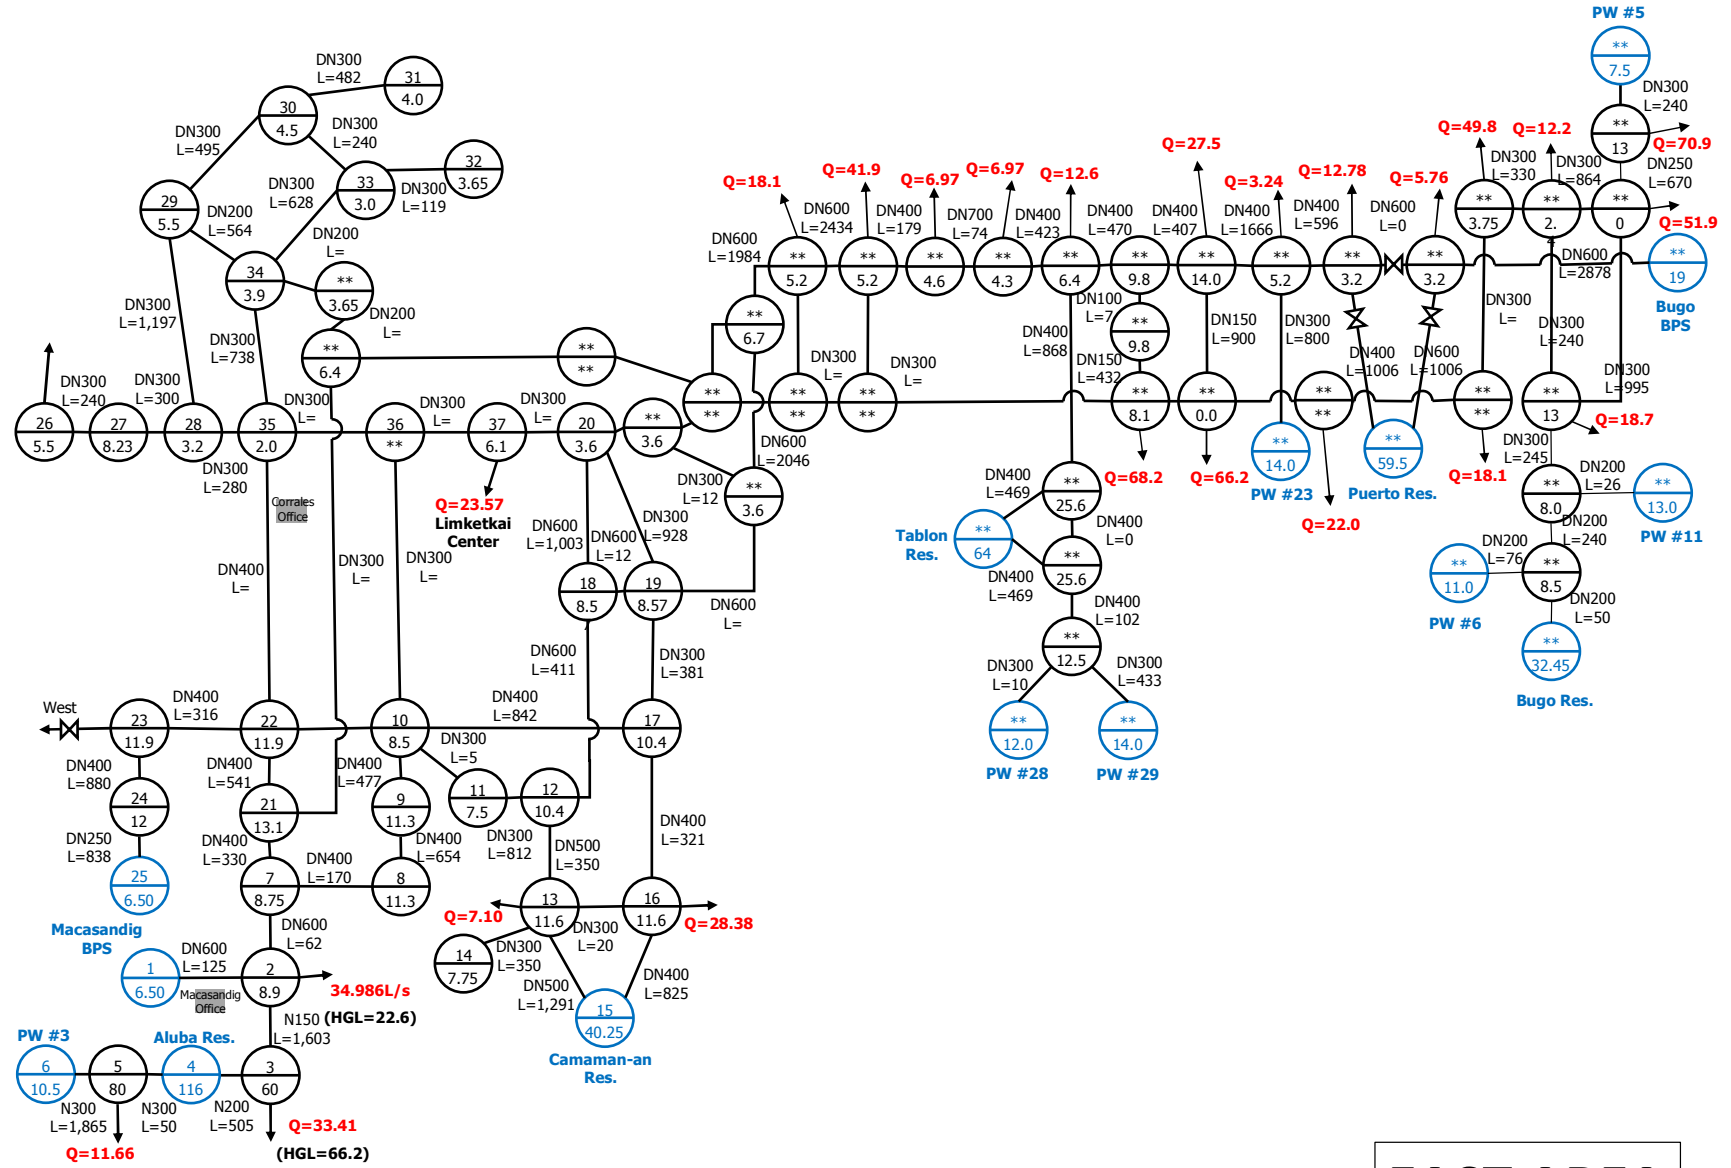 PW #5
**
7.5
DN300
L=240
**
13
Q=70.9
DN250
L=670
DN300
L=482
31
4.0
30
4.5
DN300
L=495
DN300
L=240
32
3.65
33
3.0
DN300
L=119
DN300
L=628
29
5.5
DN200
L=564
DN200
L=
34
3.9
**
3.65
DN200
L=
DN300
L=1,197
DN300
L=738
**
6.4
**
**
DN600
L=1984
Q=18.1
**
5.2
DN600
L=2434
Q=41.9
**
5.2
DN400
L=179
Q=6.97
**
4.6
DN700
L=74
Q=6.97
**
4.3
DN400
L=423
Q=12.6
**
6.4
DN400
L=470
**
9.8
DN400
L=407
Q=27.5
**
14.0
DN400
L=1666
Q=3.24
**
5.2
DN400
L=596
Q=12.78
**
3.2
DN600
L=0
Q=5.76
**
3.2
Q=49.8
**
3.75
DN300
L=330
Q=12.2
**
2.
DN300
L=864
**
0
Q=51.9
DN600
L=2878
**
19
Bugo
BPS
**
6.7
DN100
L=7
**
9.8
DN150
L=432
DN400
L=868
DN150
L=900
DN300
L=800
DN400
L=1006
DN600
L=1006
DN300
L=
DN300
L=240
DN300
L=995
DN300
L=240
26
5.5
27
8.23
DN300
L=300
28
3.2
35
2.0
DN300
L=
36
**
DN300
L=
37
6.1
DN300
L=
20
3.6
**
3.6
**
**
**
**
DN300
L=
**
**
DN300
L=
**
8.1
**
0.0
**
**
**
**
**
13
Q=18.7
DN300
L=280
Corrales
Office
Q=23.57
Limketkai
Center
DN300
L=12
DN600
L=2046
**
3.6
Q=68.2
Q=66.2
**
14.0
PW #23
Q=22.0
**
59.5
Puerto Res.
Q=18.1
DN300
L=245
**
8.0
DN200
L=26
**
13.0
PW #11
DN200
L=240
DN400
L=469
**
25.6
Tablon
Res.
**
64
DN400
L=0
**
25.6
DN400
L=469
DN400
L=102
**
12.5
DN300
L=10
DN300
L=433
**
12.0
PW #28
**
14.0
PW #29
DN200
L=76
**
11.0
PW #6
**
8.5
DN200
L=50
**
32.45
Bugo Res.
DN400
L=
DN300
L=
DN300
L=
DN600
L=1,003
DN600
L=12
DN300
L=928
18
8.5
19
8.57
DN600
L=
DN600
L=411
DN300
L=381
West
23
11.9
DN400
L=316
22
11.9
10
8.5
DN400
L=842
17
10.4
DN300
L=5
DN400
L=880
DN400
L=541
DN400
L=477
24
12
21
13.1
9
11.3
11
7.5
12
10.4
DN300
L=812
DN500
L=350
DN400
L=321
DN250
L=838
DN400
L=330
DN400
L=170
DN400
L=654
25
6.50
Macasandig
BPS
7
8.75
8
11.3
Q=7.10
13
11.6
DN300
L=20
16
11.6
Q=28.38
DN600
L=62
14
7.75
DN300
L=350
DN500
L=1,291
DN400
L=825
15
40.25
Camaman-an
Res.
1
6.50
DN600
L=125
2
8.9
34.986L/s
(HGL=22.6)
Macasandig
Office
N150
L=1,603
PW #3
6
10.5
5
80
Aluba Res.
4
116
3
60
N300
L=1,865
N300
L=50
N200
L=505
Q=11.66
Q=33.41
(HGL=66.2)